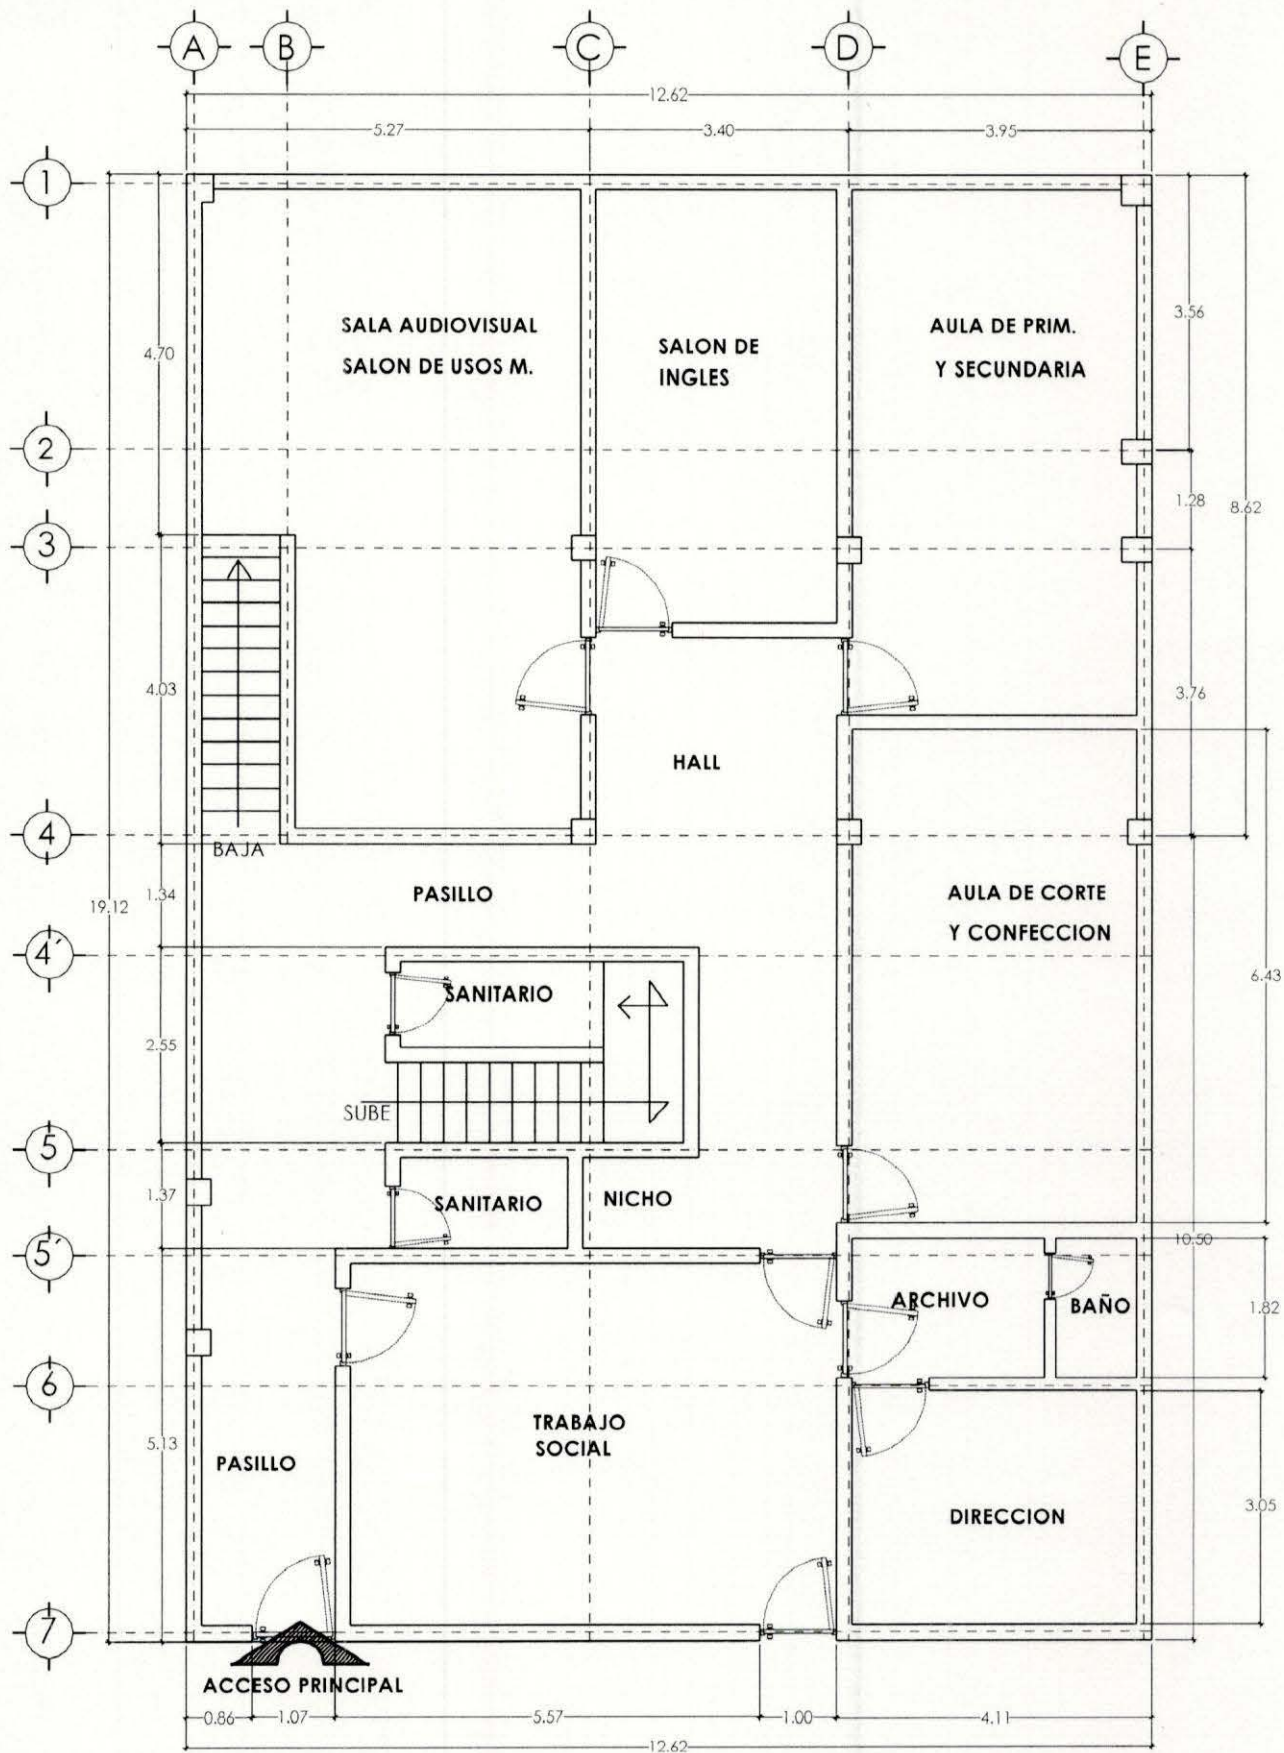 A B C D E
12.62
5.27 3.40 3.95
1
3.56
SALA AUDIOVISUAL
SALON DE USOS M.
SALON DE
INGLES
AULA DE PRIM.
Y SECUNDARIA
4.70
2
1.28
8.62
3
4.03
3.76
HALL
4
BAJA
PASILLO
AULA DE CORTE
Y CONFECCION
19.12
1.34
4´
6.43
SANITARIO
2.55
SUBE
5
1.37
SANITARIO
NICHO
5´
10.50
ARCHIVO
BAÑO
1.82
6
TRABAJO
SOCIAL
5.13
PASILLO
3.05
DIRECCION
7
ACCESO PRINCIPAL
0.86 1.07 5.57 1.00 4.11
12.62